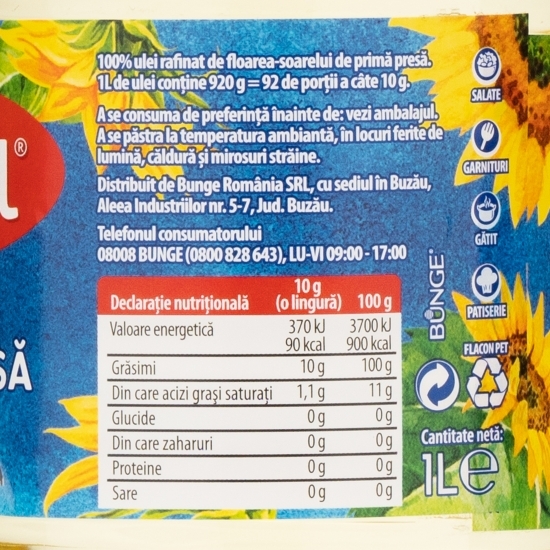 100% ulei rafinat de floarea-soarelui de primă presă.
1L de ulei conține 920 g = 92 de porții a câte 10 g.
A se consuma de preferință înainte de: vezi ambalajul.
A se păstra la temperatura ambiantă, în locuri ferite de
lumină, căldură și mirosuri străine.
Distribuit de Bunge România SRL, cu sediul în Buzău,
Aleea Industriilor nr. 5-7, Jud. Buzău.
Telefonul consumatorului
08008 BUNGE (0800 828 643), LU-VI 09:00 - 17:00
Declarație nutrițională 10 g (o lingură) 100 g
Valoare energetică 370 kJ 3700 kJ
90 kcal 900 kcal
Grăsimi 10 g 100 g
Din care acizi grași saturați 1,1 g 11 g
Glucide 0 g 0 g
Din care zaharuri 0 g 0 g
Proteine 0 g 0 g
Sare 0 g 0 g
SALATE
GARNITURI
GĂTIT
PATISERIE
BUNGE®
FLACON PET
1
Cantitate netă:
1L e
®
SĂ